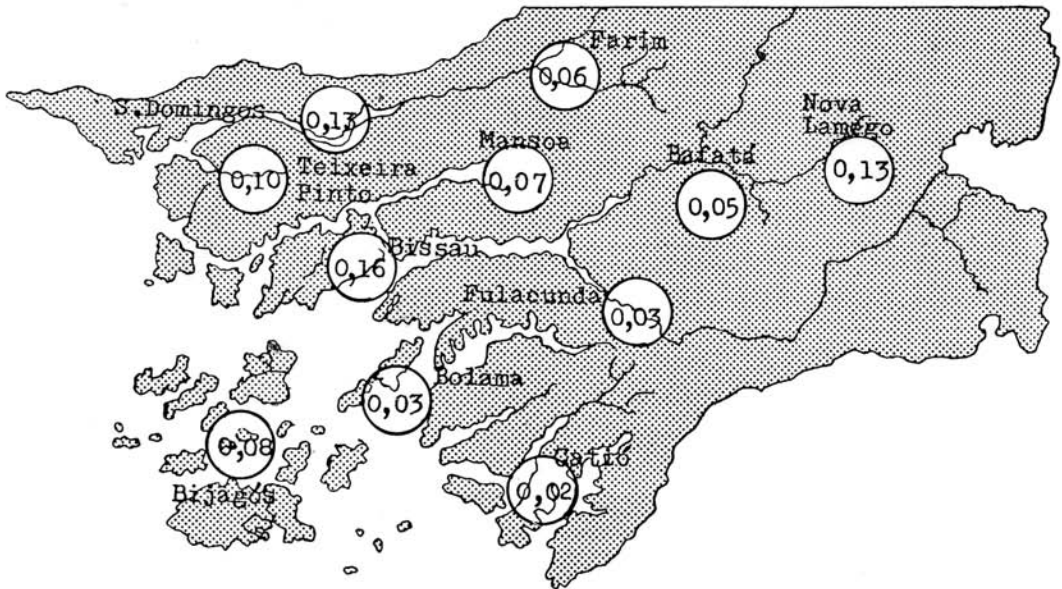 Farim
0,06
S.Domingos
0,13
Nova
Lamego
0,13
Mansoa
0,07
Bafatá
0,05
Teixeira
Pinto
0,10
Bissau
0,16
Fulacunda
0,03
Bolama
0,03
0,08
Bijagós
Catió
0,02